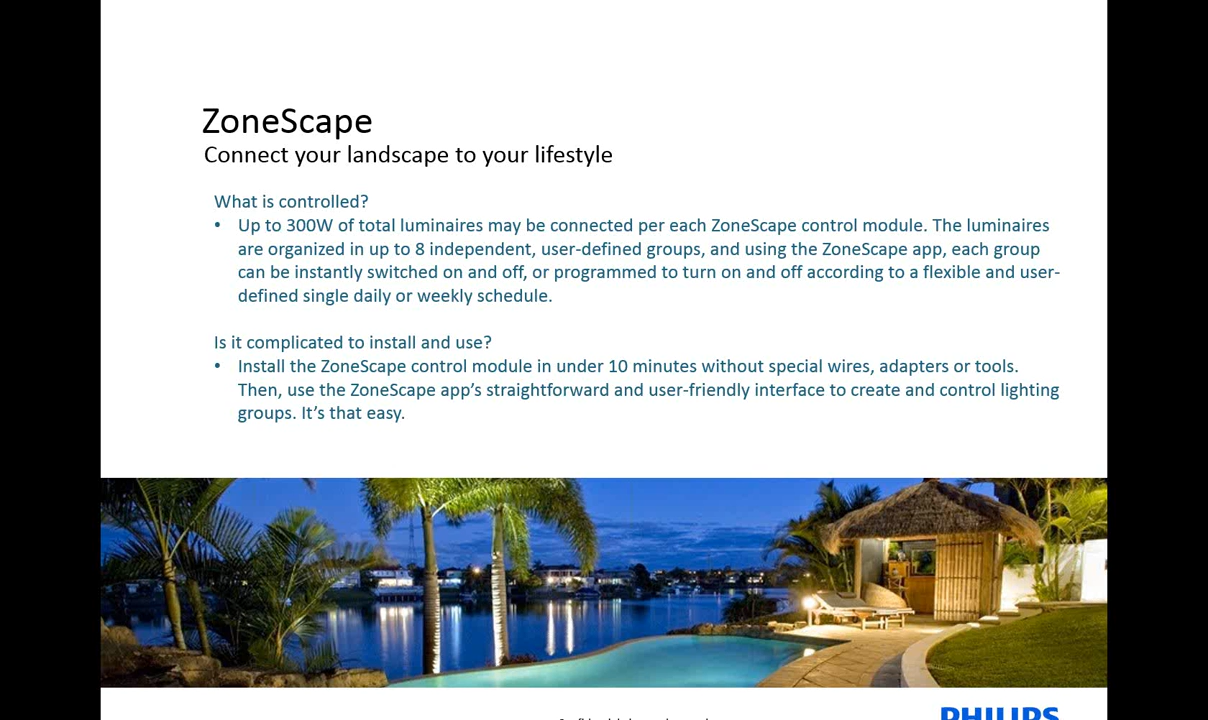 ZoneScape
Connect your landscape to your lifestyle
What is controlled?
• Up to 300W of total luminaires may be connected per each ZoneScape control module. The luminaires
are organized in up to 8 independent, user-defined groups, and using the ZoneScape app, each group
can be instantly switched on and off, or programmed to turn on and off according to a flexible and user-
defined single daily or weekly schedule.
Is it complicated to install and use?
• Install the ZoneScape control module in under 10 minutes without special wires, adapters or tools.
Then, use the ZoneScape app’s straightforward and user-friendly interface to create and control lighting
groups. It’s that easy.
PHILIPS